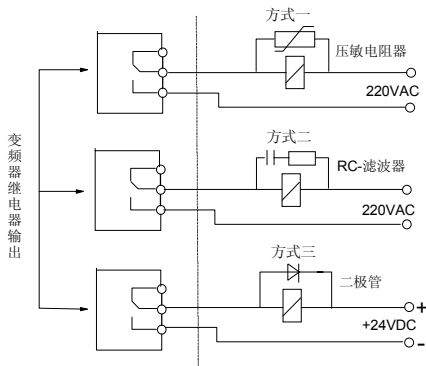 变频器继电器输出
方式一
压敏电阻器
220VAC
方式二
RC-滤波器
220VAC
方式三
二极管
+
+24VDC
-